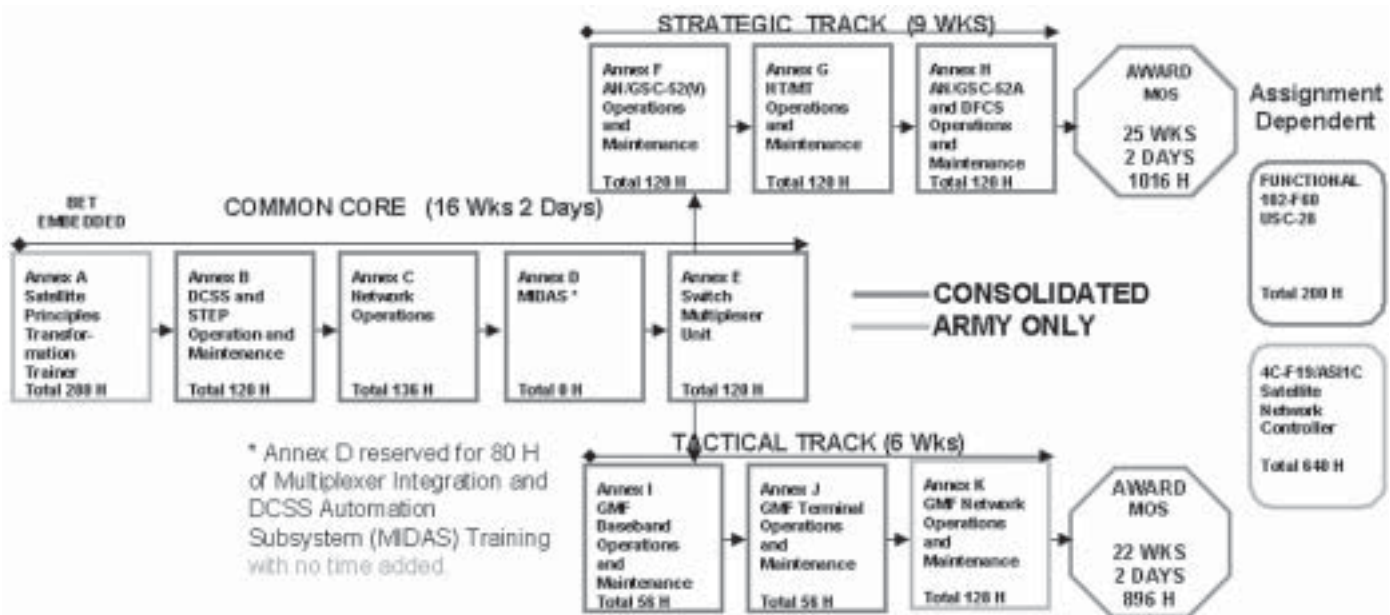 STRATEGIC TRACK (9 WKS)
Annex F
AN/GSC-52(V)
Operations
and
Maintenance
Total 120 H
Annex G
HT/MT
Operations
and
Maintenance
Total 120 H
Annex H
AN/GSC-52A
and DFCS
Operations
and
Maintenance
Total 120 H
AWARD
MOS
25 WKS
2 DAYS
1016 H
Assignment
Dependent
FUNCTIONAL
102-F60
USC-28
Total 200 H
4C-F19/ASI1C
Satellite
Network
Controller
Total 640 H
BET
EMBEDDED
COMMON CORE (16 Wks 2 Days)
Annex A
Satellite
Principles
Transfor-
mation
Trainer
Total 280 H
Annex B
DCSS and
STEP
Operation and
Maintenance
Total 120 H
Annex C
Network
Operations
Total 136 H
Annex D
MIDAS *
Total 0 H
Annex E
Switch
Multiplexer
Unit
Total 120 H
CONSOLIDATED
ARMY ONLY
* Annex D reserved for 80 H
of Multiplexer Integration and
DCSS Automation
Subsystem (MIDAS) Training
with no time added.
TACTICAL TRACK (6 Wks)
Annex I
GMF
Baseband
Operations
and
Maintenance
Total 56 H
Annex J
GMF Terminal
Operations
and
Maintenance
Total 56 H
Annex K
GMF Network
Operations
and
Maintenance
Total 128 H
AWARD
MOS
22 WKS
2 DAYS
896 H